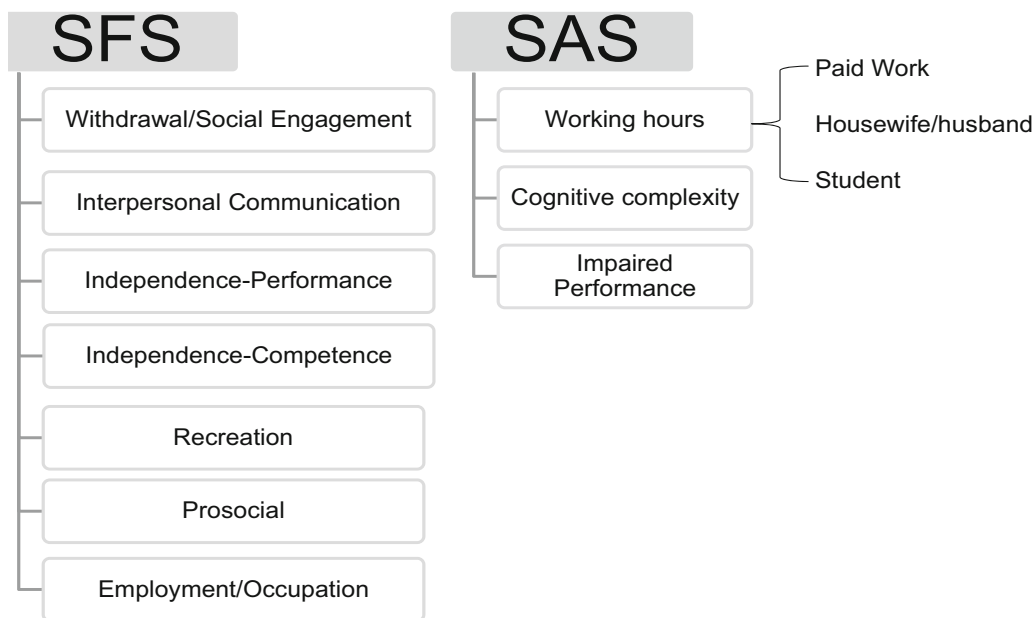 SFS
Withdrawal/Social Engagement
Interpersonal Communication
Independence-Performance
Independence-Competence
Recreation
Prosocial
Employment/Occupation
SAS
Working hours
Cognitive complexity
Impaired
Performance
Paid Work
Housewife/husband
Student